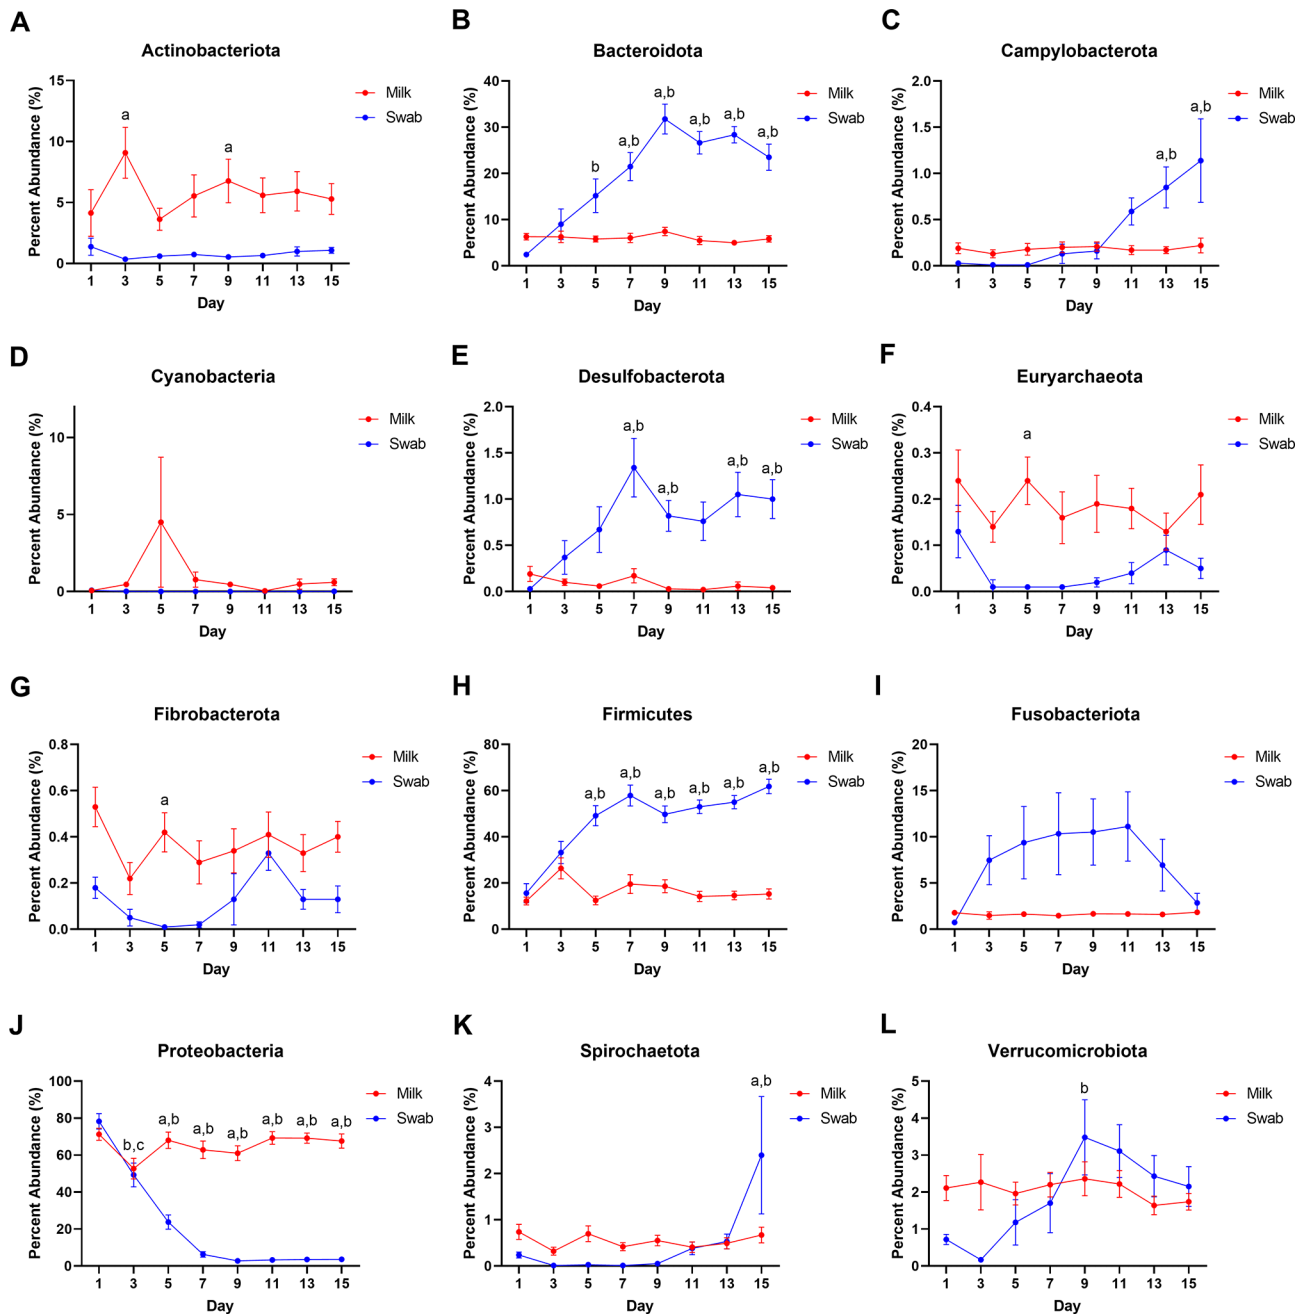 A
Actinobacteriota
Percent Abundance (%)
15
10
5
0
a
a
Milk
Swab
1 3 5 7 9 11 13 15
Day
B
Bacteroidota
Percent Abundance (%)
40
30
20
10
0
b
a,b
a,b
a,b
a,b
a,b
Milk
Swab
1 3 5 7 9 11 13 15
Day
C
Campylobacterota
Percent Abundance (%)
2.0
1.5
1.0
0.5
0.0
a,b
a,b
Milk
Swab
1 3 5 7 9 11 13 15
Day
D
Cyanobacteria
Percent Abundance (%)
10
5
0
Milk
Swab
1 3 5 7 9 11 13 15
Day
E
Desulfobacterota
Percent Abundance (%)
2.0
1.5
1.0
0.5
0.0
a,b
a,b
a,b
a,b
Milk
Swab
1 3 5 7 9 11 13 15
Day
F
Euryarchaeota
Percent Abundance (%)
0.4
0.3
0.2
0.1
0.0
a
Milk
Swab
1 3 5 7 9 11 13 15
Day
G
Fibrobacterota
Percent Abundance (%)
0.8
0.6
0.4
0.2
0.0
a
Milk
Swab
1 3 5 7 9 11 13 15
Day
H
Firmicutes
Percent Abundance (%)
80
60
40
20
0
a,b
a,b
a,b
a,b
a,b
a,b
Milk
Swab
1 3 5 7 9 11 13 15
Day
I
Fusobacteriota
Percent Abundance (%)
20
15
10
5
0
Milk
Swab
1 3 5 7 9 11 13 15
Day
J
Proteobacteria
Percent Abundance (%)
100
80
60
40
20
0
b,c
a,b
a,b
a,b
a,b
a,b
a,b
Milk
Swab
1 3 5 7 9 11 13 15
Day
K
Spirochaetota
Percent Abundance (%)
4
3
2
1
0
a,b
Milk
Swab
1 3 5 7 9 11 13 15
Day
L
Verrucomicrobiota
Percent Abundance (%)
5
4
3
2
1
0
b
Milk
Swab
1 3 5 7 9 11 13 15
Day